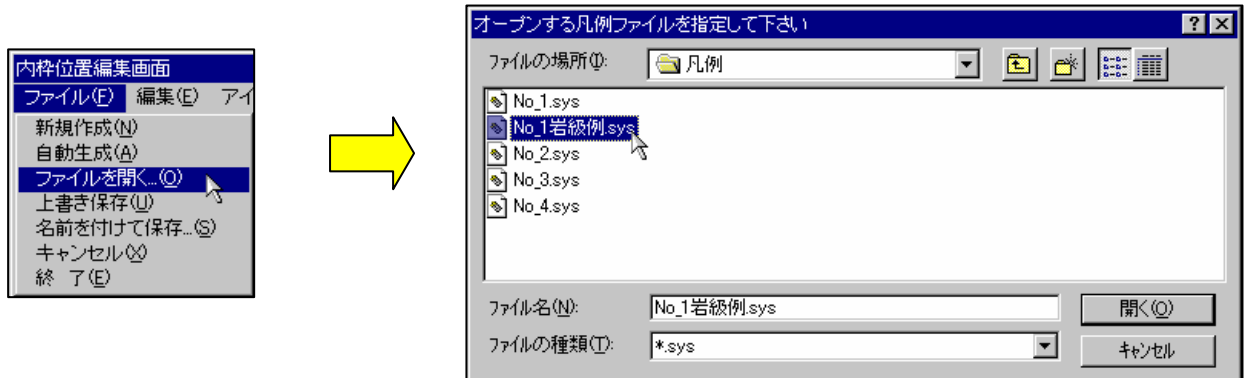 内枠位置編集画面
ファイル(F) 編集(E) アイ
新規作成(N)
自動生成(A)
ファイルを開く...(O)
上書き保存(U)
名前を付けて保存...(S)
キャンセル(X)
終 了(E)
オープンする凡例ファイルを指定して下さい
ファイルの場所(I):
凡例
No_1.sys
No_1岩級例.sys
No_2.sys
No_3.sys
No_4.sys
ファイル名(N): No_1岩級例.sys 開く(O)
ファイルの種類(T): *.sys キャンセル